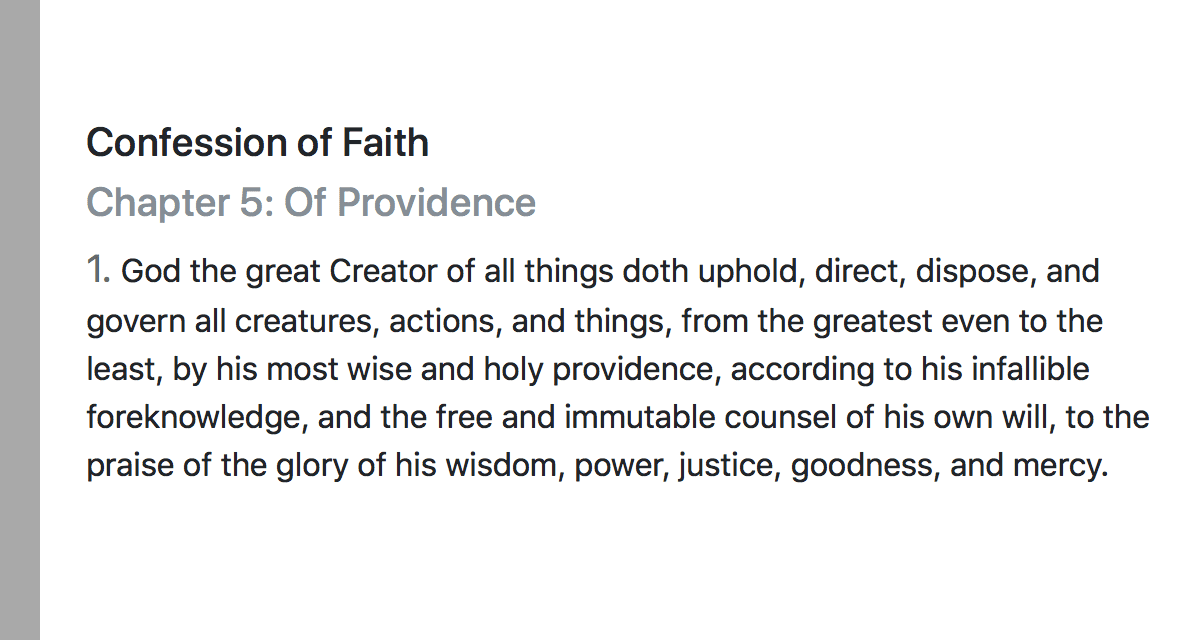 Confession of Faith
Chapter 5: Of Providence
1. God the great Creator of all things doth uphold, direct, dispose, and
govern all creatures, actions, and things, from the greatest even to the
least, by his most wise and holy providence, according to his infallible
foreknowledge, and the free and immutable counsel of his own will, to the
praise of the glory of his wisdom, power, justice, goodness, and mercy.